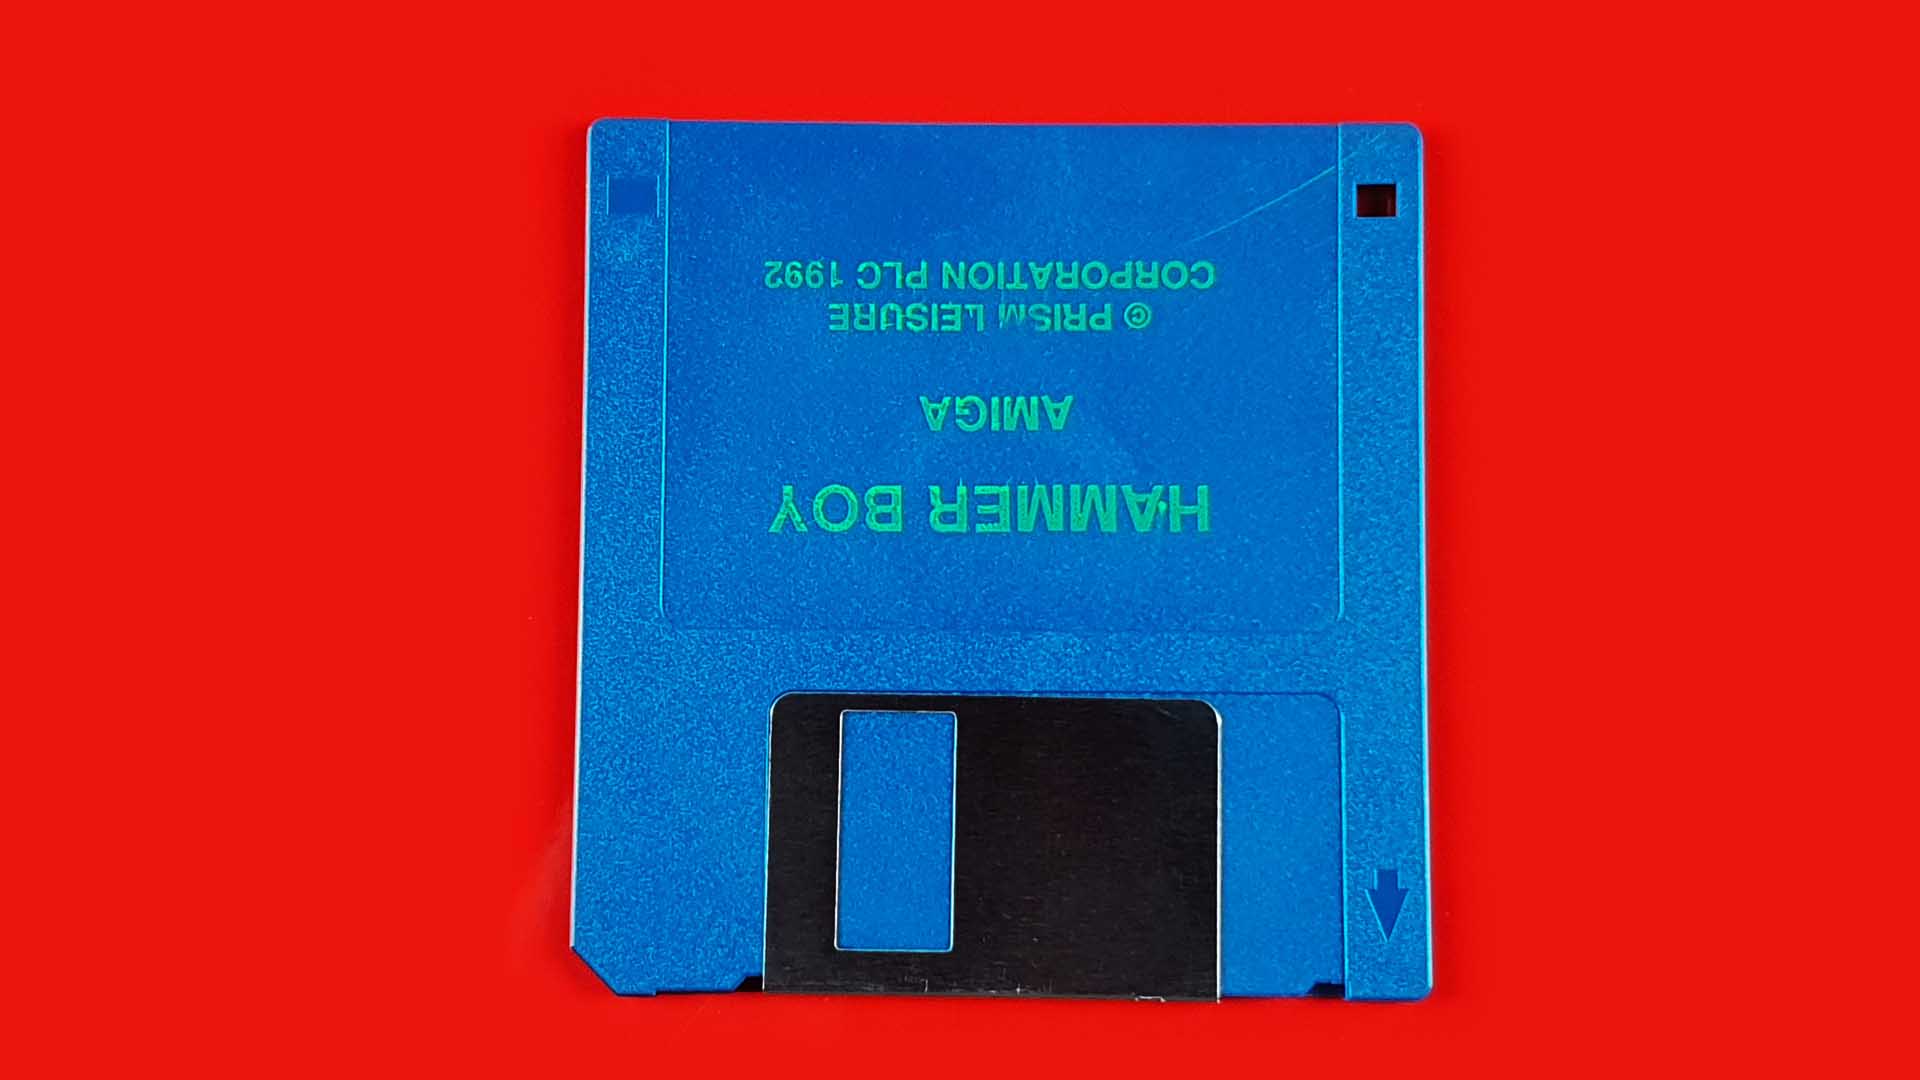 HAMMER BOY
AMIGA
© PRISM LEISURE
CORPORATION PLC 1992